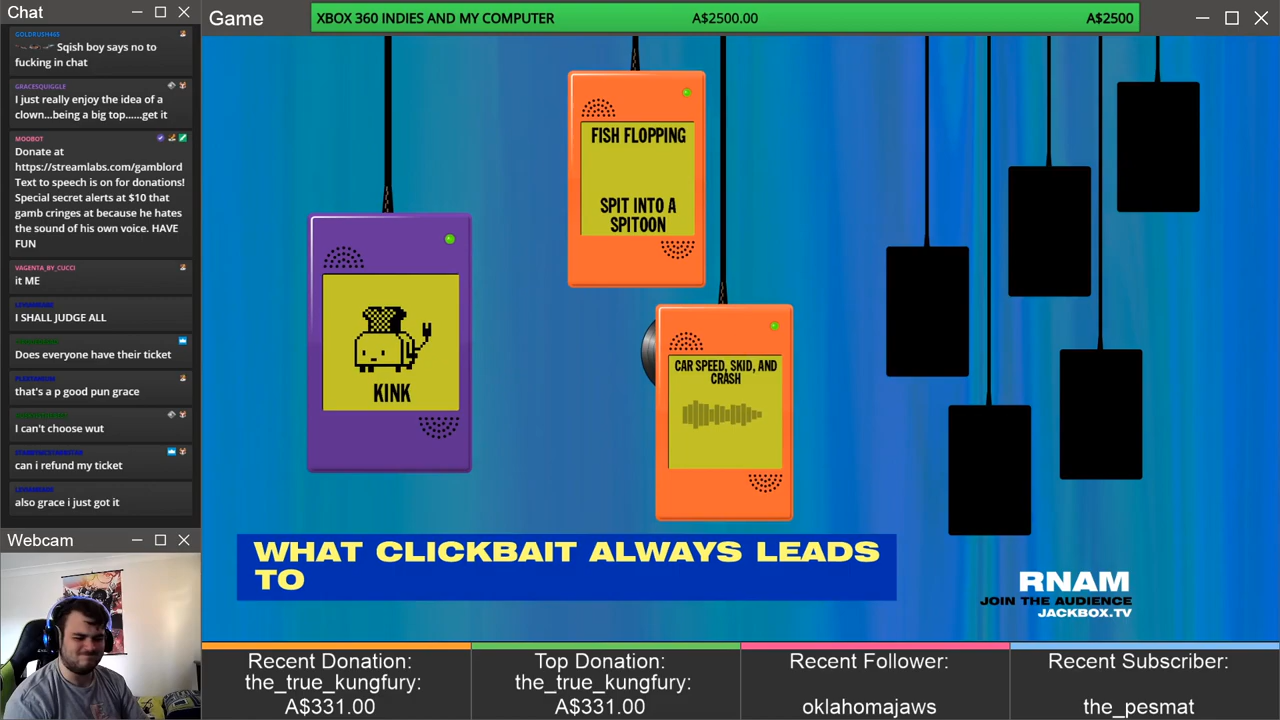 Chat
Game
XBOX 360 INDIES AND MY COMPUTER
A$2500.00
A$2500
GOLDRUSH465
Sqish boy says no to
fucking in chat
GRACESQUIGGLE
I just really enjoy the idea of a
clown...being a big top......get it
MOOBOT
Donate at
https://streamlabs.com/gamblord
Text to speech is on for donations!
Special secret alerts at $10 that
gamb cringes at because he hates
the sound of his own voice. HAVE
FUN
VAGENTA_BY_CUCCI
it ME
I SHALL JUDGE ALL
Does everyone have their ticket
that's a p good pun grace
I can't choose wut
can i refund my ticket
also grace i just got it
Webcam
FISH FLOPPING
SPIT INTO A
SPITOON
KINK
CAR SPEED, SKID, AND
CRASH
WHAT CLICKBAIT ALWAYS LEADS
TO
RNAM
JOIN THE AUDIENCE
JACKBOX.TV
Recent Donation:
the_true_kungfury:
A$331.00
Top Donation:
the_true_kungfury:
A$331.00
Recent Follower:
oklahomajaws
Recent Subscriber:
the_pesmat